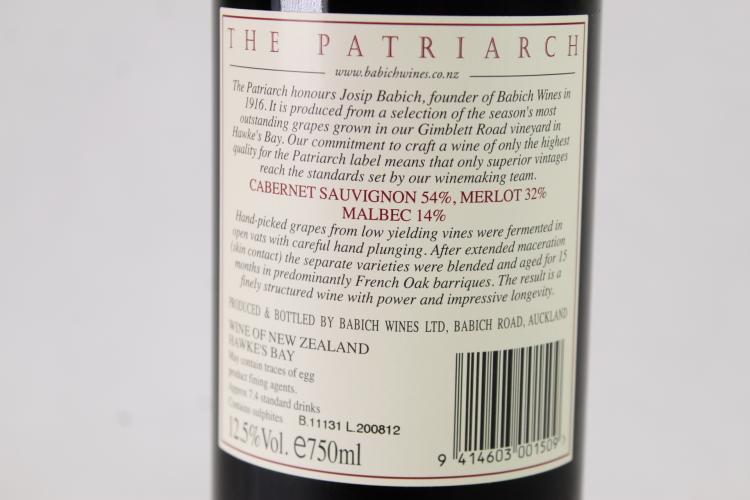 THE PATRIARCH
www.babichwines.co.nz
The Patriarch honours Josip Babich, founder of Babich Wines in
1916. It is produced from a selection of the season's most
outstanding grapes grown in our Gimblett Road vineyard in
Hawke's Bay. Our commitment to craft a wine of only the highest
quality for the Patriarch label means that only superior vintages
reach the standards set by our winemaking team.
CABERNET SAUVIGNON 54%, MERLOT 32%
MALBEC 14%
Hand-picked grapes from low yielding vines were fermented in
open vats with careful hand plunging. After extended maceration
(skin contact) the separate varieties were blended and aged for 15
months in predominantly French Oak barriques. The result is a
finely structured wine with power and impressive longevity.
PRODUCED & BOTTLED BY BABICH WINES LTD, BABICH ROAD, AUCKLAND
WINE OF NEW ZEALAND
HAWKE'S BAY
May contain traces of egg
product fining agents.
Approx 7.4 standard drinks
Contains sulphites
B.11131 L.200812
12.5%Vol. e750ml
9 414603 001509